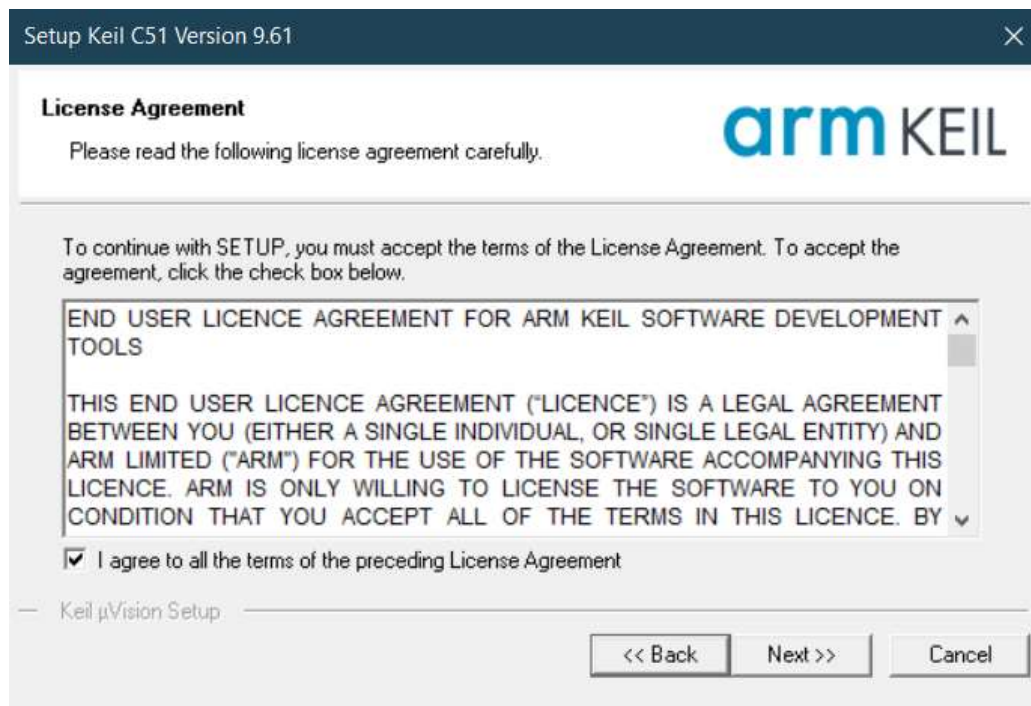 Setup Keil C51 Version 9.61
License Agreement
Please read the following license agreement carefully.
arm KEIL
To continue with SETUP, you must accept the terms of the License Agreement. To accept the
agreement, click the check box below.
END USER LICENCE AGREEMENT FOR ARM KEIL SOFTWARE DEVELOPMENT
TOOLS
THIS END USER LICENCE AGREEMENT ("LICENCE") IS A LEGAL AGREEMENT
BETWEEN YOU (EITHER A SINGLE INDIVIDUAL, OR SINGLE LEGAL ENTITY) AND
ARM LIMITED ("ARM") FOR THE USE OF THE SOFTWARE ACCOMPANYING THIS
LICENCE. ARM IS ONLY WILLING TO LICENSE THE SOFTWARE TO YOU ON
CONDITION THAT YOU ACCEPT ALL OF THE TERMS IN THIS LICENCE. BY
I agree to all the terms of the preceding License Agreement
Keil µVision Setup
<< Back
Next >>
Cancel